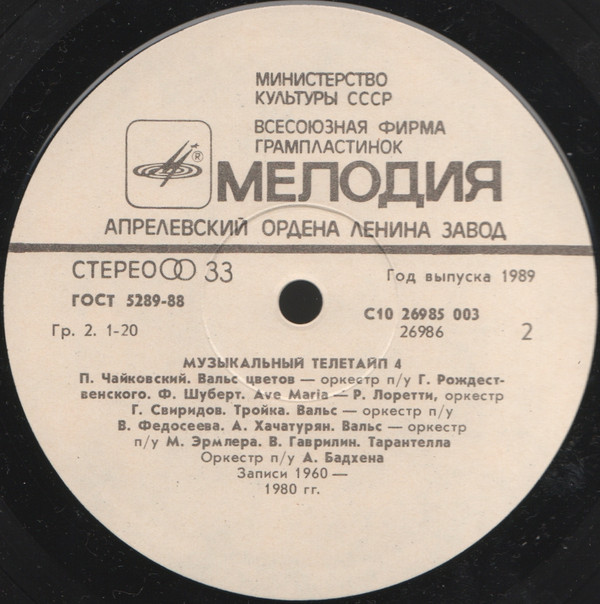 МИНИСТЕРСТВО
КУЛЬТУРЫ СССР
ВСЕСОЮЗНАЯ ФИРМА
ГРАМПЛАСТИНОК
®
МЕЛОДИЯ
АПРЕЛЕВСКИЙ ОРДЕНА ЛЕНИНА ЗАВОД
СТЕРЕО 33
Год выпуска 1989
ГОСТ 5289-88
С10 26985 003
Гр. 2. 1-20
26986
2
МУЗЫКАЛЬНЫЙ ТЕЛЕТАЙП 4
П. Чайковский. Вальс цветов — оркестр п/у Г. Рождест-
венского. Ф. Шуберт. Ave Maria — Р. Лоретти, оркестр
Г. Свиридов. Тройка. Вальс — оркестр п/у
В. Федосеева. А. Хачатурян. Вальс — оркестр
п/у М. Эрмлера. В. Гаврилин. Тарантелла
Оркестр п/у А. Бадхена
Записи 1960 —
1980 гг.